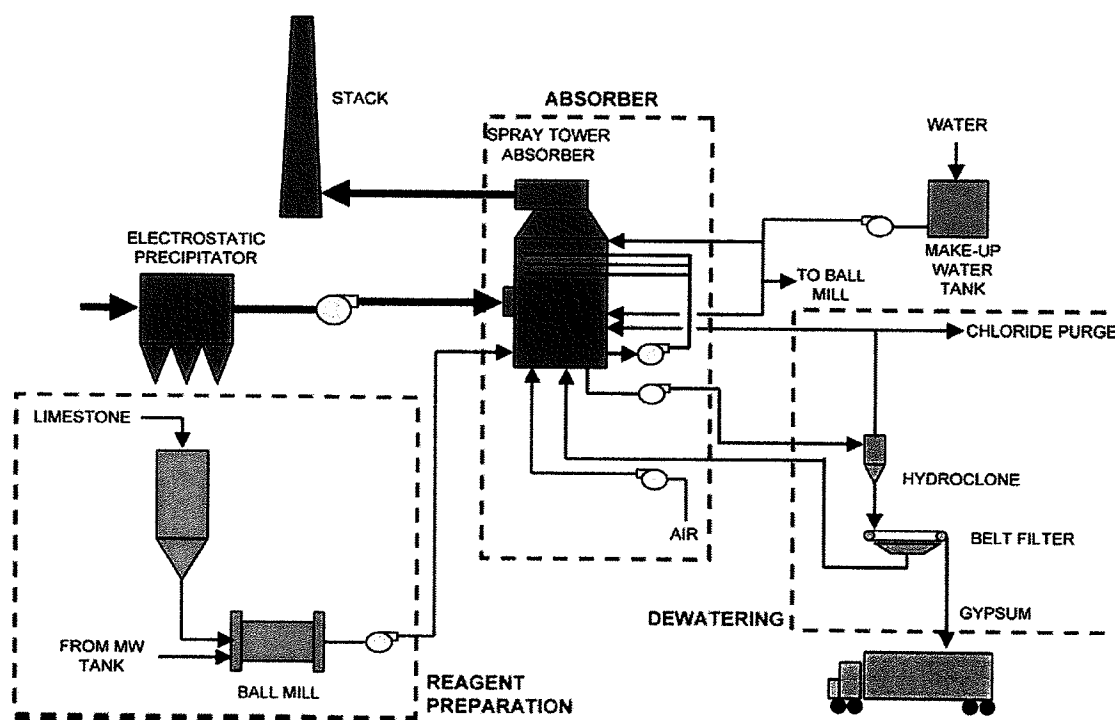 STACK
ABSORBER
SPRAY TOWER
ABSORBER
WATER
ELECTROSTATIC
PRECIPITATOR
MAKE-UP
WATER
TANK
TO BALL
MILL
CHLORIDE PURGE
LIMESTONE
HYDROCLONE
AIR
BELT FILTER
DEWATERING
GYPSUM
FROM MW
TANK
BALL MILL
REAGENT
PREPARATION